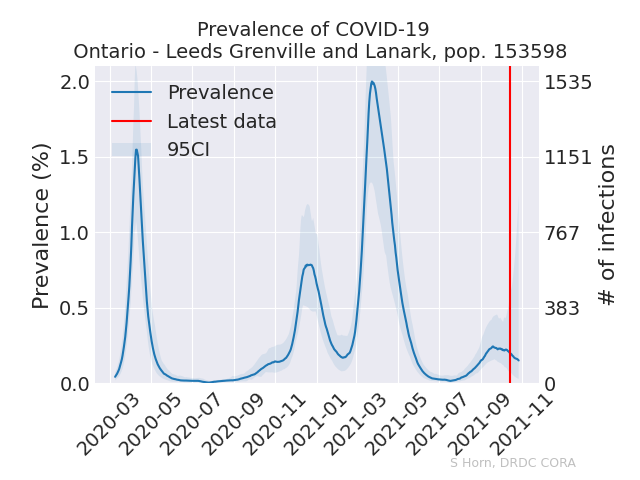 Prevalence of COVID-19
Ontario - Leeds Grenville and Lanark, pop. 153598
Prevalence (%)
2.0
1.5
1.0
0.5
0.0
Prevalence
Latest data
95CI
1535
1151
767
383
0
# of infections
2020-03
2020-05
2020-07
2020-09
2020-11
2021-01
2021-03
2021-05
2021-07
2021-09
2021-11
S Horn, DRDC CORA